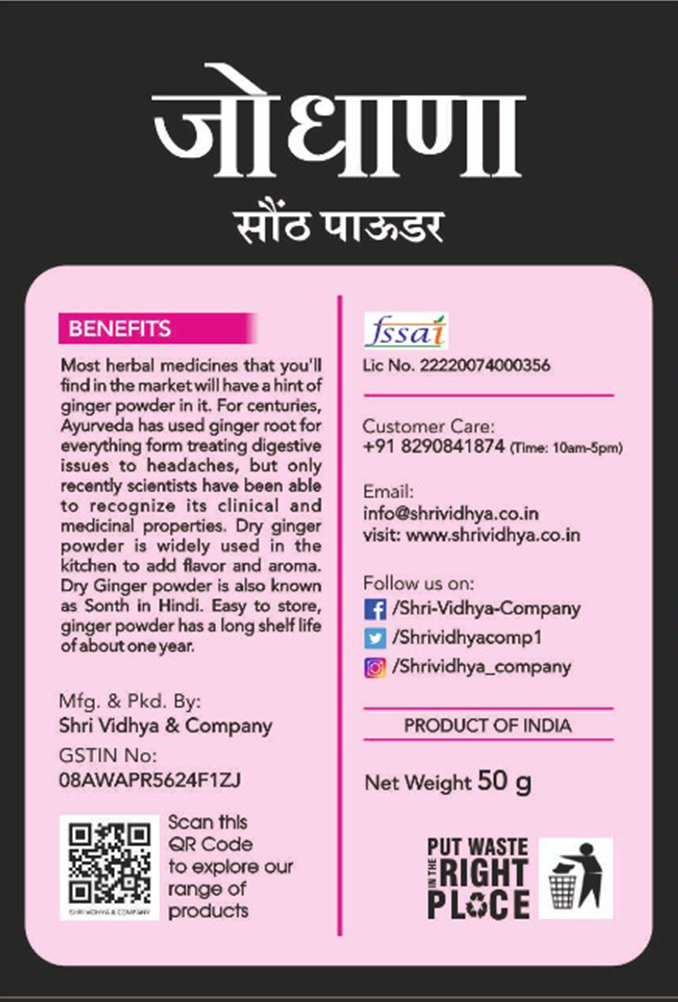 जोधाणा
सौंठ पाऊडर
BENEFITS
Most herbal medicines that you'll
find in the market will have a hint of
ginger powder in it. For centuries,
Ayurveda has used ginger root for
everything form treating digestive
issues to headaches, but only
recently scientists have been able
to recognize its clinical and
medicinal properties. Dry ginger
powder is widely used in the
kitchen to add flavor and aroma.
Dry Ginger powder is also known
as Sonth in Hindi. Easy to store,
ginger powder has a long shelf life
of about one year.
Mfg. & Pkd. By:
Shri Vidhya & Company
GSTIN No:
08AWAPR5624F1ZJ
SHRI VIDHYA & COMPANY
Scan this
QR Code
to explore our
range of
products
fssai
Lic No. 22220074000356
Customer Care:
+91 8290841874 (Time: 10am-5pm)
Email:
info@shrividhya.co.in
visit: www.shrividhya.co.in
Follow us on:
/Shri-Vidhya-Company
/Shrividhyacomp1
/Shrividhya_company
PRODUCT OF INDIA
Net Weight 50 g
PUT WASTE
IN THE RIGHT
PLACE